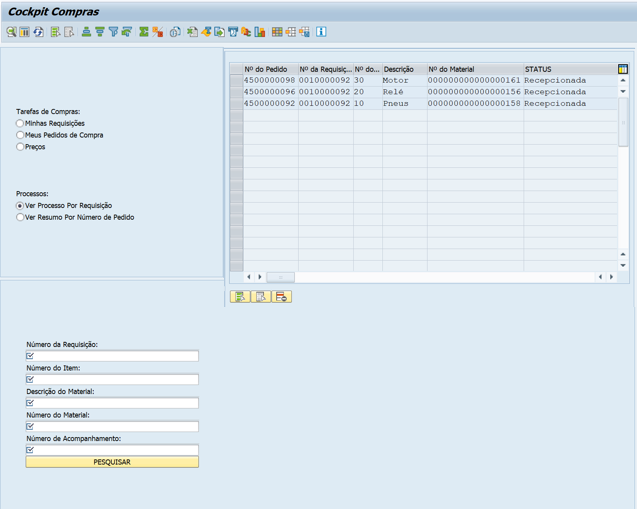 Cockpit Compras
Tarefas de Compras:
Minhas Requisições
Meus Pedidos de Compra
Preços
Processos:
Ver Processo Por Requisição
Ver Resumo Por Número de Pedido
Nº do Pedido Nº da Requisiç... Nº do... Descrição Nº do Material STATUS
4500000098 0010000092 30 Motor 000000000000000161 Recepcionada
4500000096 0010000092 20 Relé 000000000000000156 Recepcionada
4500000092 0010000092 10 Pneus 000000000000000158 Recepcionada
Número da Requisição:
Número do Item:
Descrição do Material:
Número do Material:
Número de Acompanhamento:
PESQUISAR